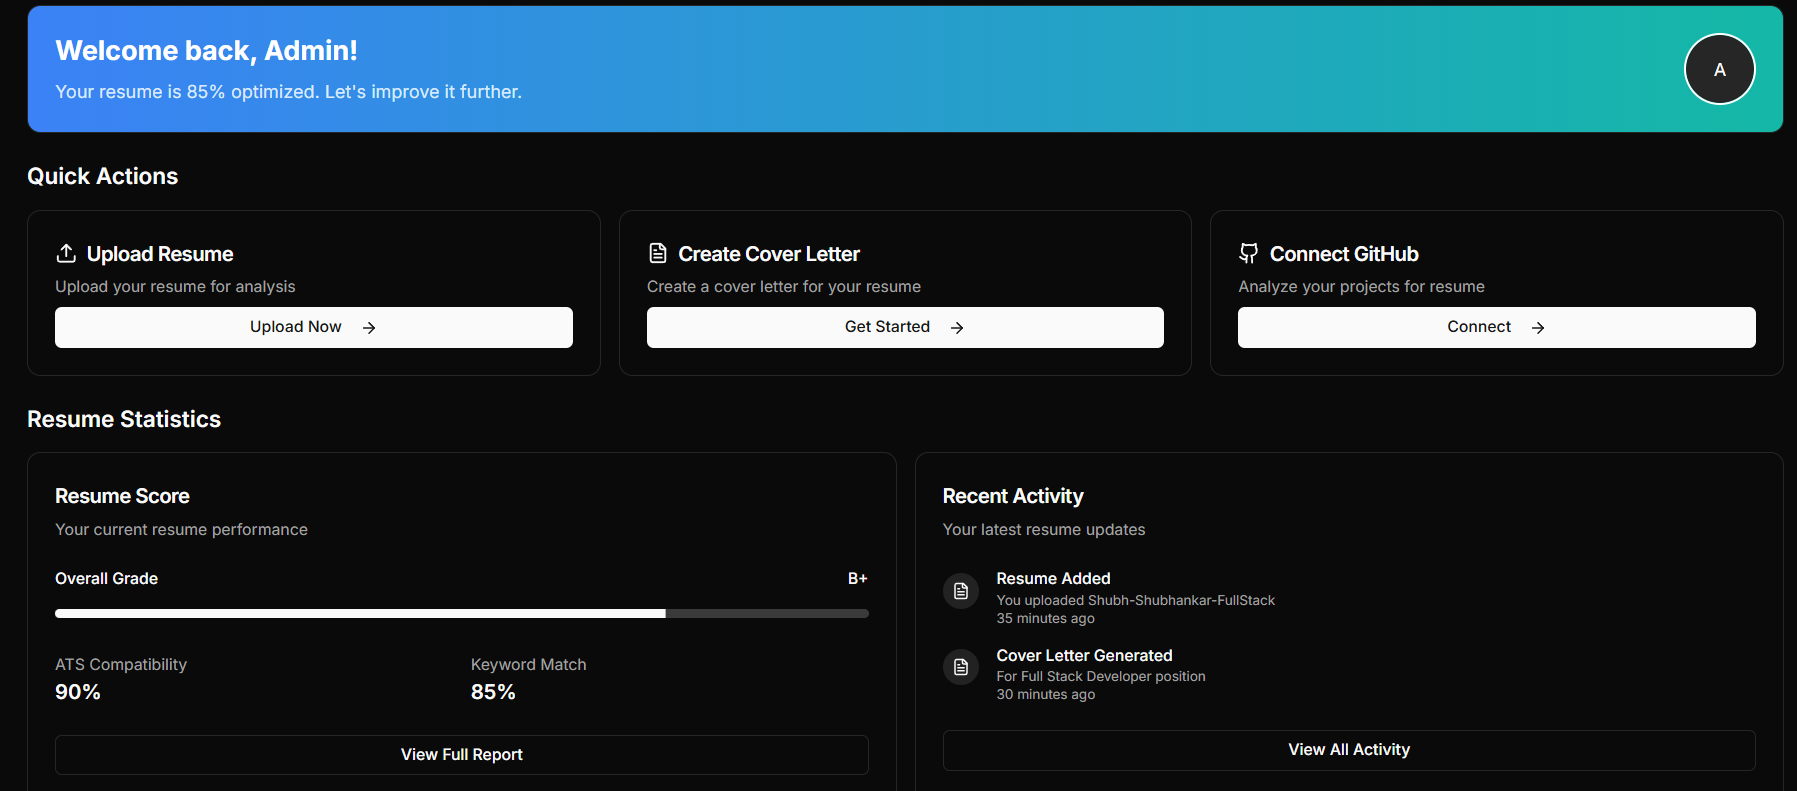 Welcome back, Admin!
Your resume is 85% optimized. Let's improve it further.
A
Quick Actions
Upload Resume
Upload your resume for analysis
Upload Now
Create Cover Letter
Create a cover letter for your resume
Get Started
Connect GitHub
Analyze your projects for resume
Connect
Resume Statistics
Resume Score
Your current resume performance
Overall Grade
B+
ATS Compatibility
90%
Keyword Match
85%
View Full Report
Recent Activity
Your latest resume updates
Resume Added
You uploaded Shubh-Shubhankar-FullStack
35 minutes ago
Cover Letter Generated
For Full Stack Developer position
30 minutes ago
View All Activity